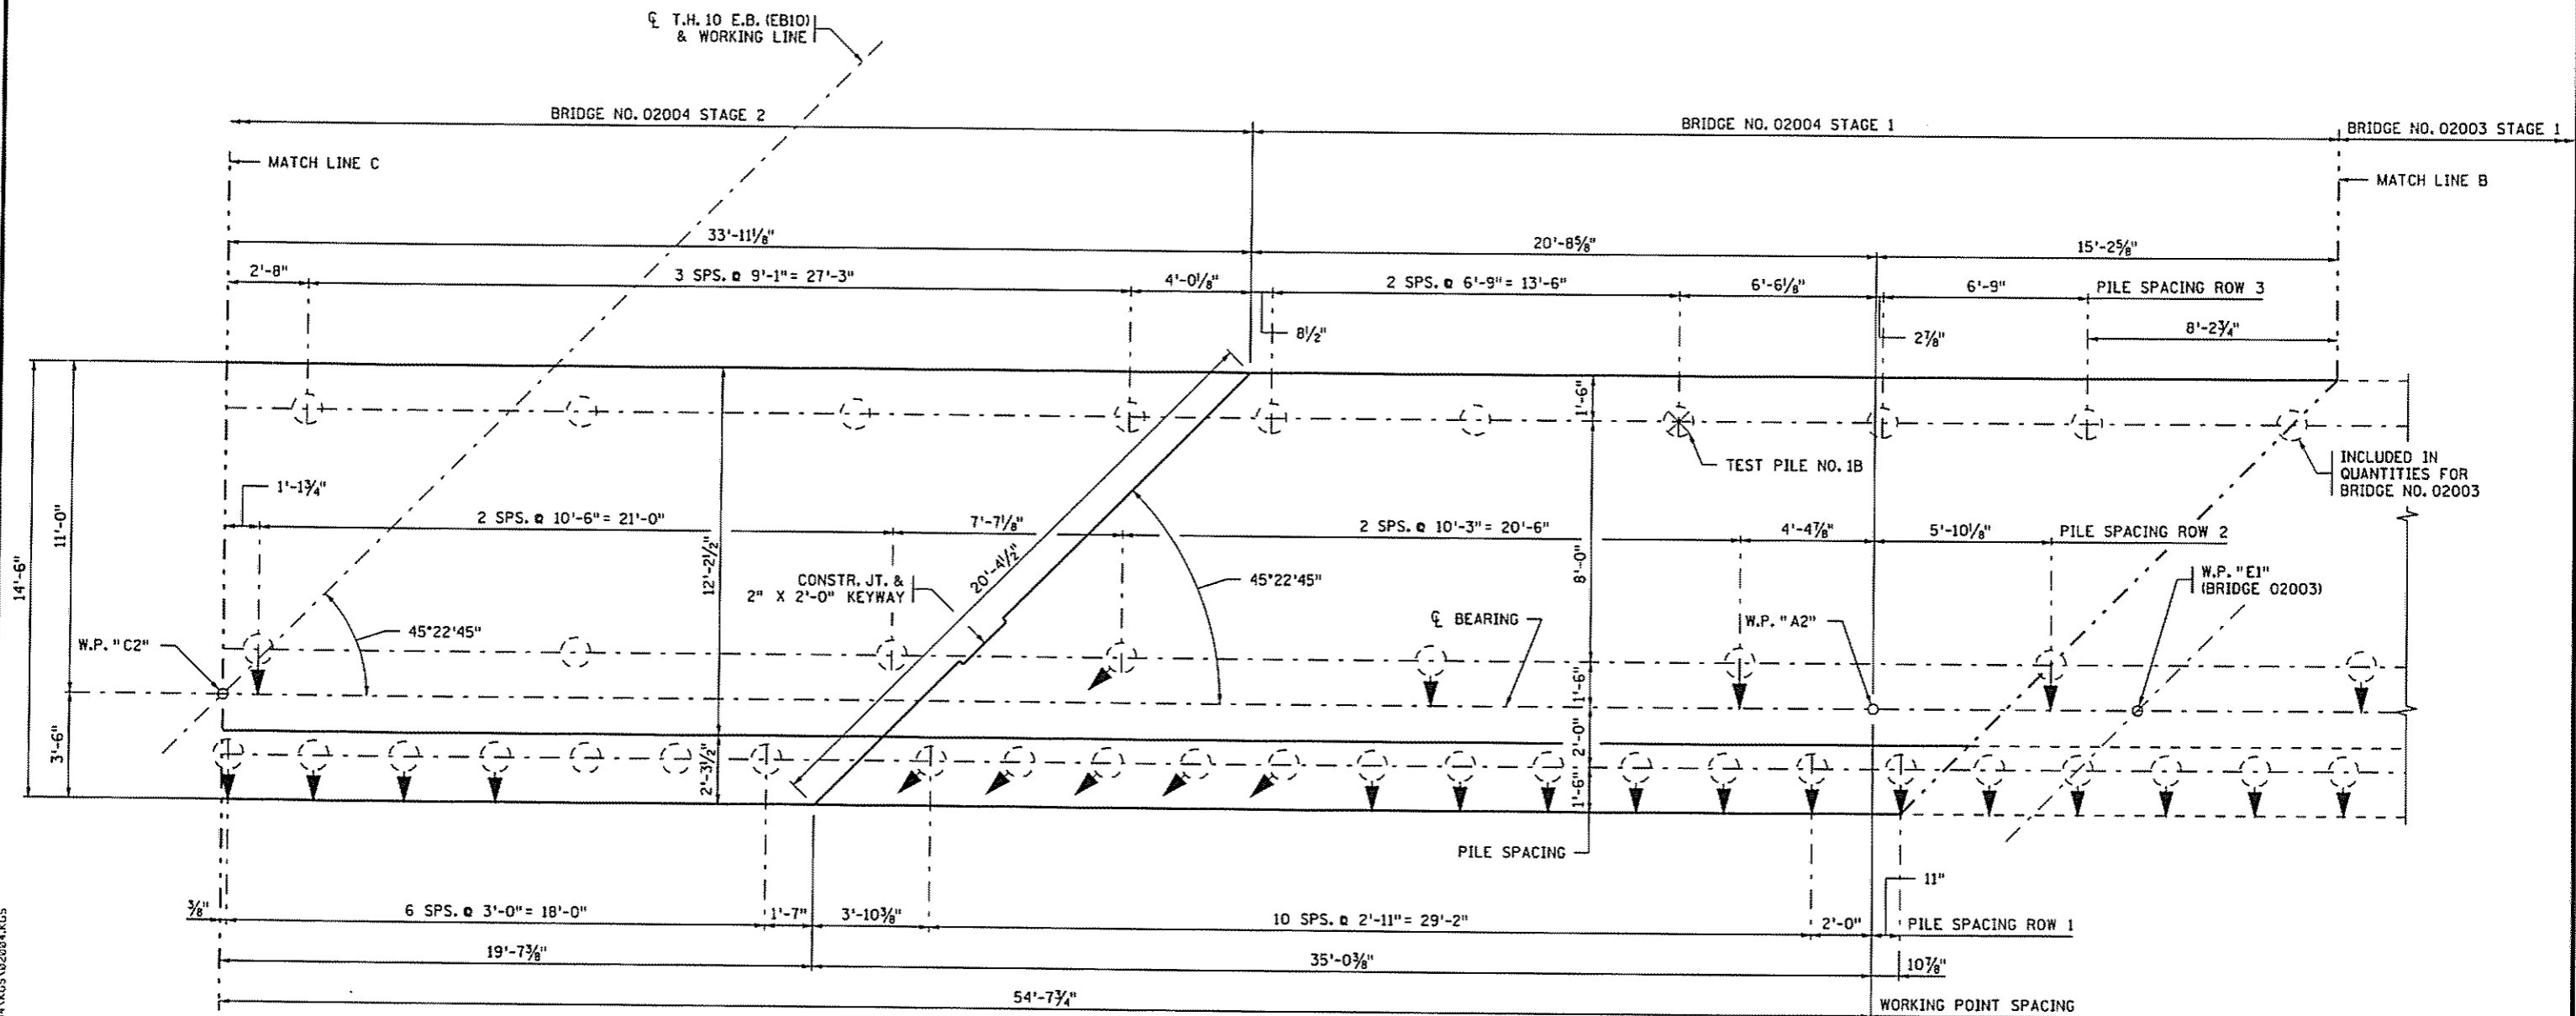 ℄ T.H. 10 E.B. (EB10)
& WORKING LINE
BRIDGE NO. 02004 STAGE 2
BRIDGE NO. 02004 STAGE 1
BRIDGE NO. 02003 STAGE 1
MATCH LINE C
MATCH LINE B
33'-11⅛"
20'-8⅝"
15'-2⅝"
2'-8"
3 SPS. @ 9'-1" = 27'-3"
4'-0⅛"
2 SPS. @ 6'-9" = 13'-6"
6'-6⅛"
6'-9"
PILE SPACING ROW 3
8½"
2⅞"
8'-2¾"
1'-6"
TEST PILE NO. 1B
INCLUDED IN
QUANTITIES FOR
BRIDGE NO. 02003
1'-1¾"
2 SPS. @ 10'-6" = 21'-0"
7'-7⅛"
2 SPS. @ 10'-3" = 20'-6"
4'-4⅞"
5'-10⅛"
PILE SPACING ROW 2
14'-6"
11'-0"
12'-2½"
CONSTR. JT. &
2" X 2'-0" KEYWAY
20'-4½"
45°22'45"
8'-0"
W.P. "E1"
(BRIDGE 02003)
45°22'45"
W.P. "C2"
℄ BEARING
W.P. "A2"
1'-6"
3'-6"
2'-3½"
2'-0"
1'-6"
PILE SPACING
11"
⅜"
6 SPS. @ 3'-0" = 18'-0"
1'-7"
3'-10⅜"
10 SPS. @ 2'-11" = 29'-2"
2'-0"
PILE SPACING ROW 1
19'-7⅜"
35'-0⅜"
10⅞"
54'-7¾"
WORKING POINT SPACING